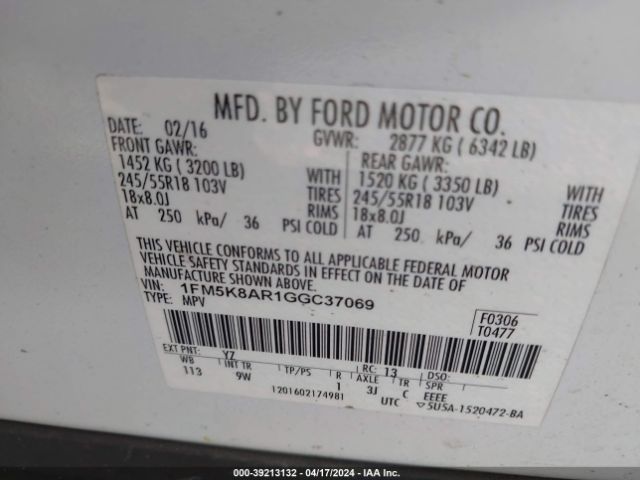 MFD. BY FORD MOTOR CO.
DATE: 02/16 GVWR: 2877 KG ( 6342 LB)
FRONT GAWR: REAR GAWR:
1452 KG ( 3200 LB) WITH 1520 KG ( 3350 LB) WITH
245/55R18 103V TIRES 245/55R18 103V TIRES
18x8.0J RIMS 18x8.0J RIMS
AT 250 kPa/ 36 PSI COLD AT 250 kPa/ 36 PSI COLD
THIS VEHICLE CONFORMS TO ALL APPLICABLE FEDERAL MOTOR
VEHICLE SAFETY STANDARDS IN EFFECT ON THE DATE OF
MANUFACTURE SHOWN ABOVE.
VIN: 1FM5K8AR1GGC37069
TYPE: MPV
F0306
T0477
EXT PNT: YZ RC: 13 DSO:
WB INT TR TP/PS R AXLE TR SPR
113 9W 1 3J C EEEE
1201602174981 UTC 5U5A-1520472-BA
000-39213132 - 04/17/2024 - IAA Inc.